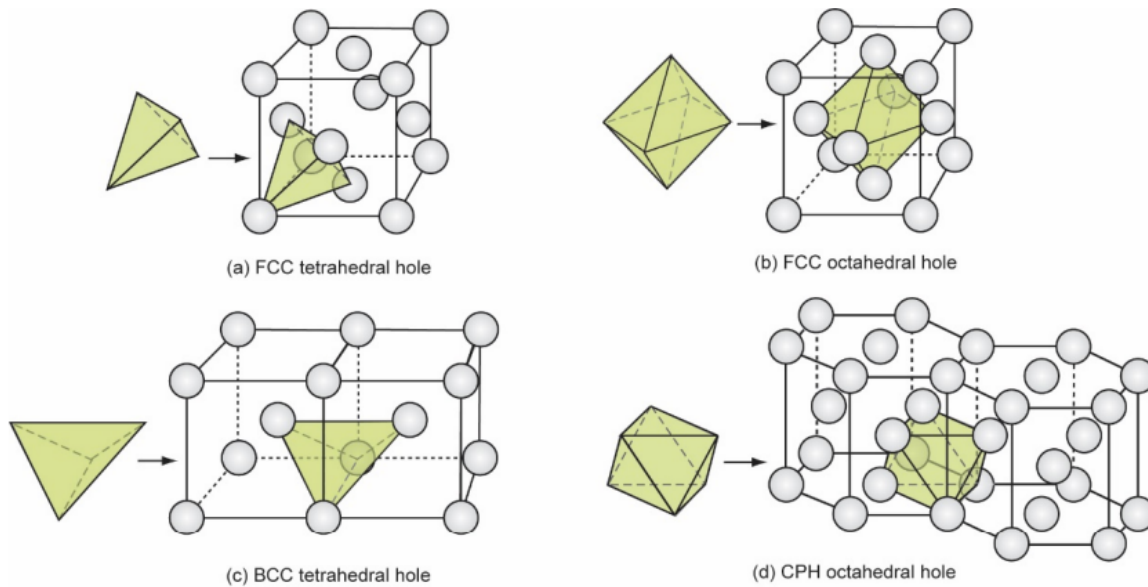 (a) FCC tetrahedral hole
(b) FCC octahedral hole
(c) BCC tetrahedral hole
(d) CPH octahedral hole